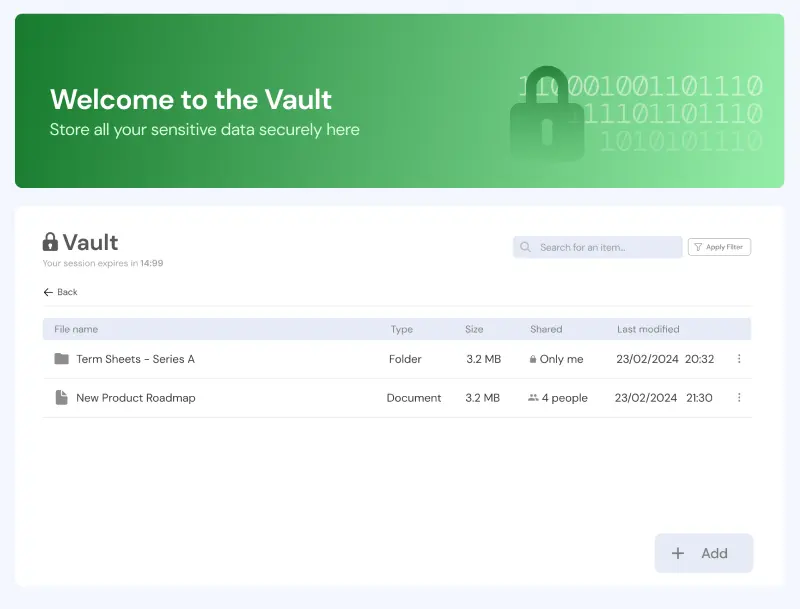 Welcome to the Vault
Store all your sensitive data securely here
110001001101110
11101101110
1010101110
Vault
Your session expires in 14:99
Search for an item...
Apply Filter
Back
File name Type Size Shared Last modified
Term Sheets - Series A Folder 3.2 MB Only me 23/02/2024 20:32
New Product Roadmap Document 3.2 MB 4 people 23/02/2024 21:30
+ Add